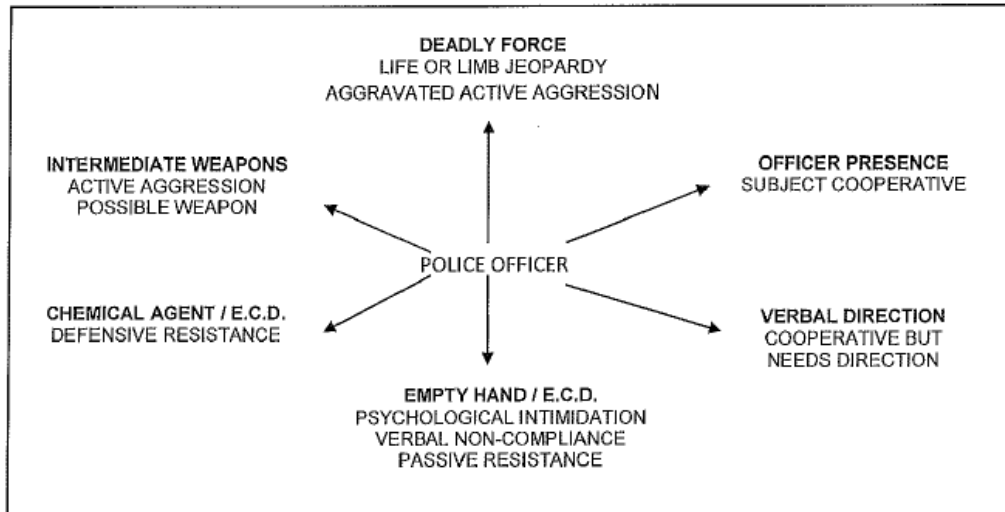 DEADLY FORCE
LIFE OR LIMB JEOPARDY
AGGRAVATED ACTIVE AGGRESSION
INTERMEDIATE WEAPONS
ACTIVE AGGRESSION
POSSIBLE WEAPON
OFFICER PRESENCE
SUBJECT COOPERATIVE
POLICE OFFICER
CHEMICAL AGENT / E.C.D.
DEFENSIVE RESISTANCE
VERBAL DIRECTION
COOPERATIVE BUT
NEEDS DIRECTION
EMPTY HAND / E.C.D.
PSYCHOLOGICAL INTIMIDATION
VERBAL NON-COMPLIANCE
PASSIVE RESISTANCE